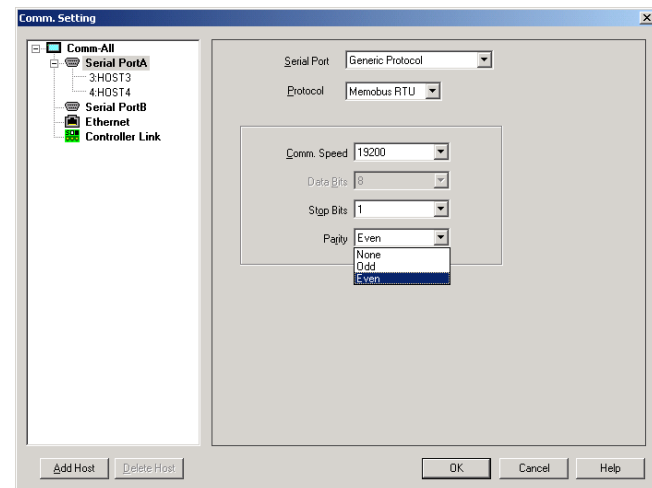 Comm. Setting
Comm-All
Serial PortA
3:HOST3
4:HOST4
Serial PortB
Ethernet
Controller Link
Serial Port Generic Protocol
Protocol Memobus RTU
Comm. Speed 19200
Data Bits 8
Stop Bits 1
Parity Even
None
Odd
Even
Add Host Delete Host OK Cancel Help